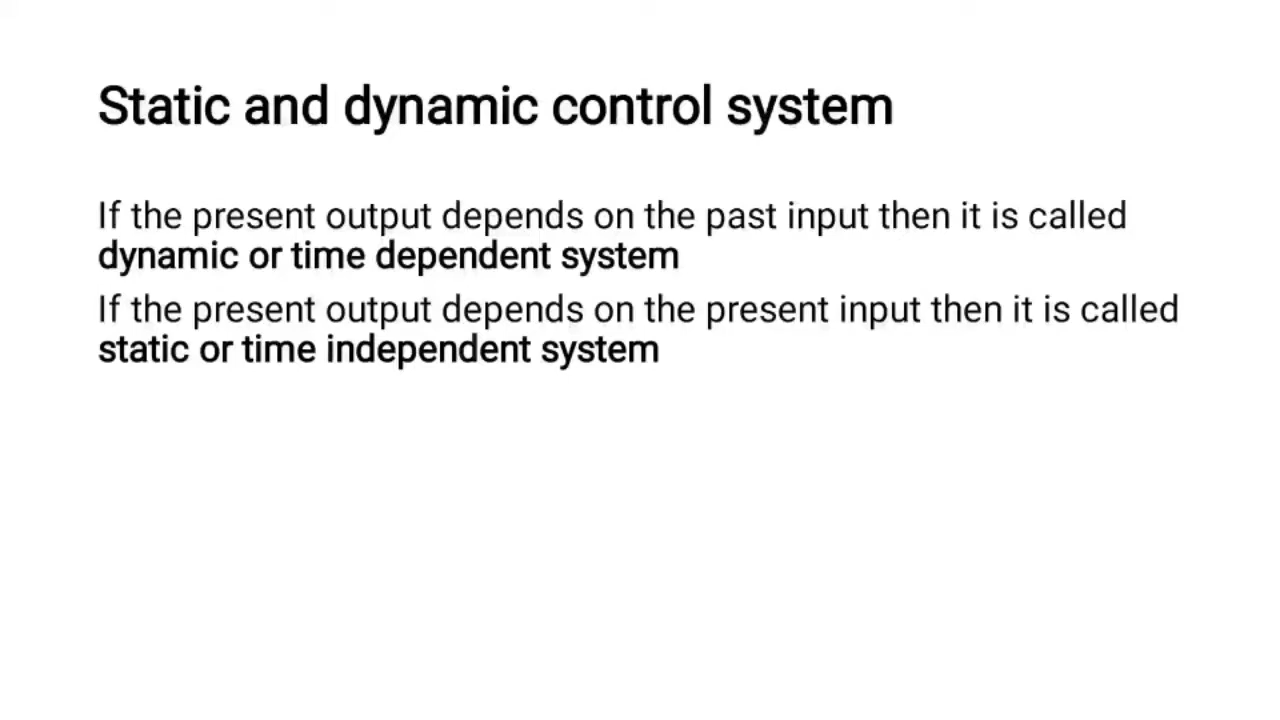 Static and dynamic control system
If the present output depends on the past input then it is called
dynamic or time dependent system
If the present output depends on the present input then it is called
static or time independent system